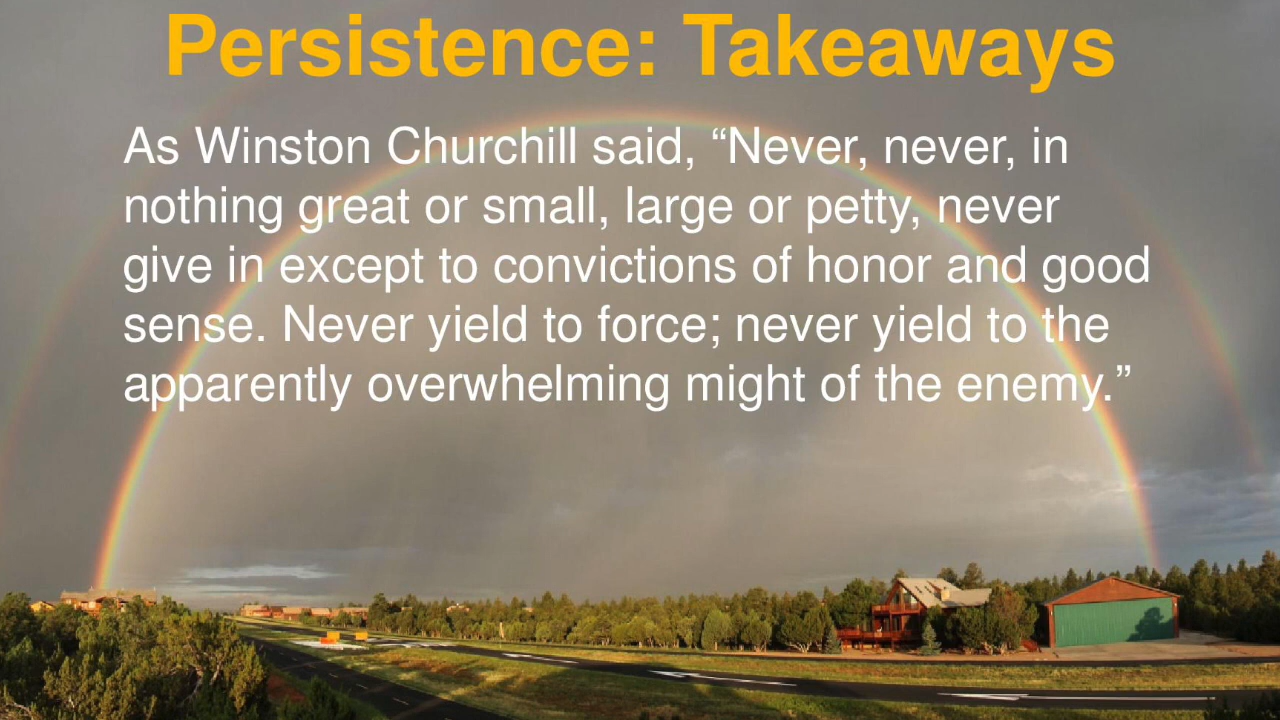 Persistence: Takeaways
As Winston Churchill said, “Never, never, in
nothing great or small, large or petty, never
give in except to convictions of honor and good
sense. Never yield to force; never yield to the
apparently overwhelming might of the enemy.”